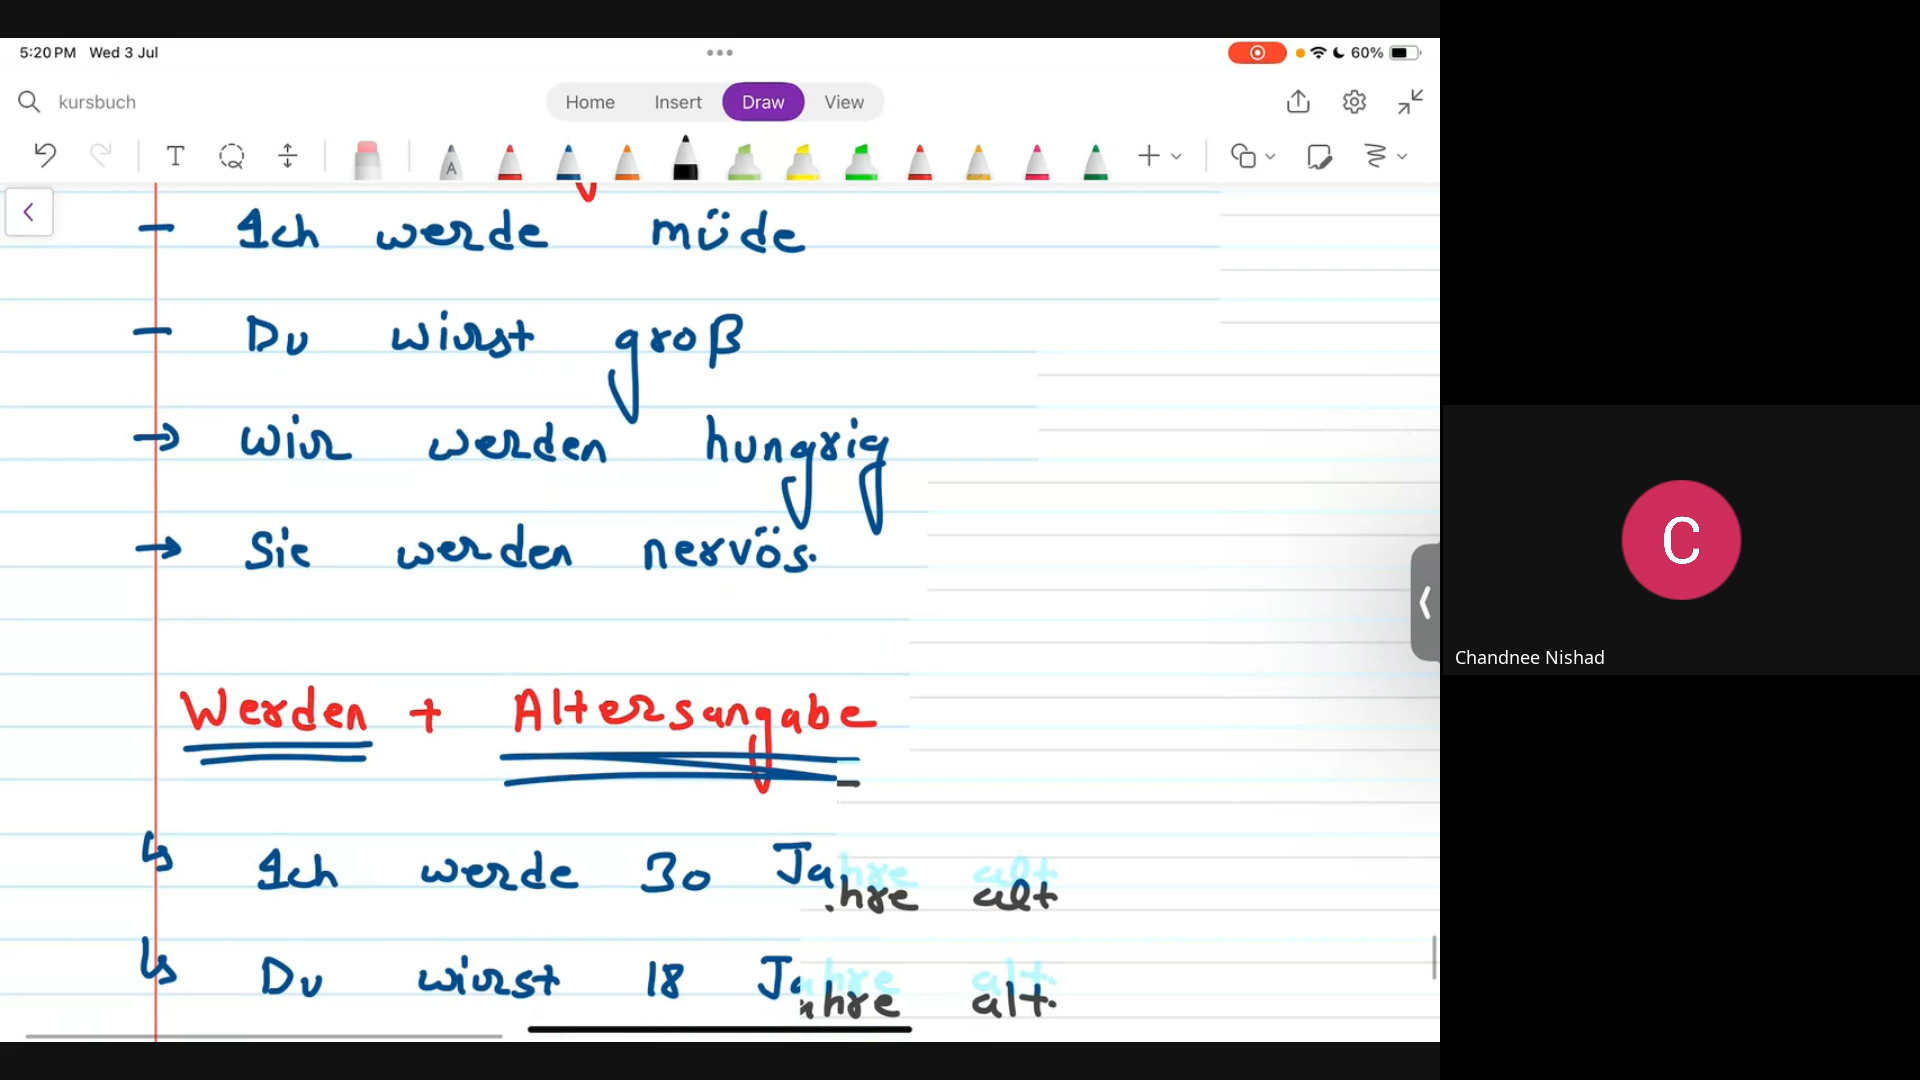 5:20 PM Wed 3 Jul
60%
kursbuch
Home Insert Draw View
T
A
- Ich werde müde
- Du wirst groß
→ Wir werden hungrig
→ Sie werden nervös.
Werden + Altersangabe
↳ Ich werde 30 Jahre alt
↳ Du wirst 18 Jahre alt.
C
Chandnee Nishad